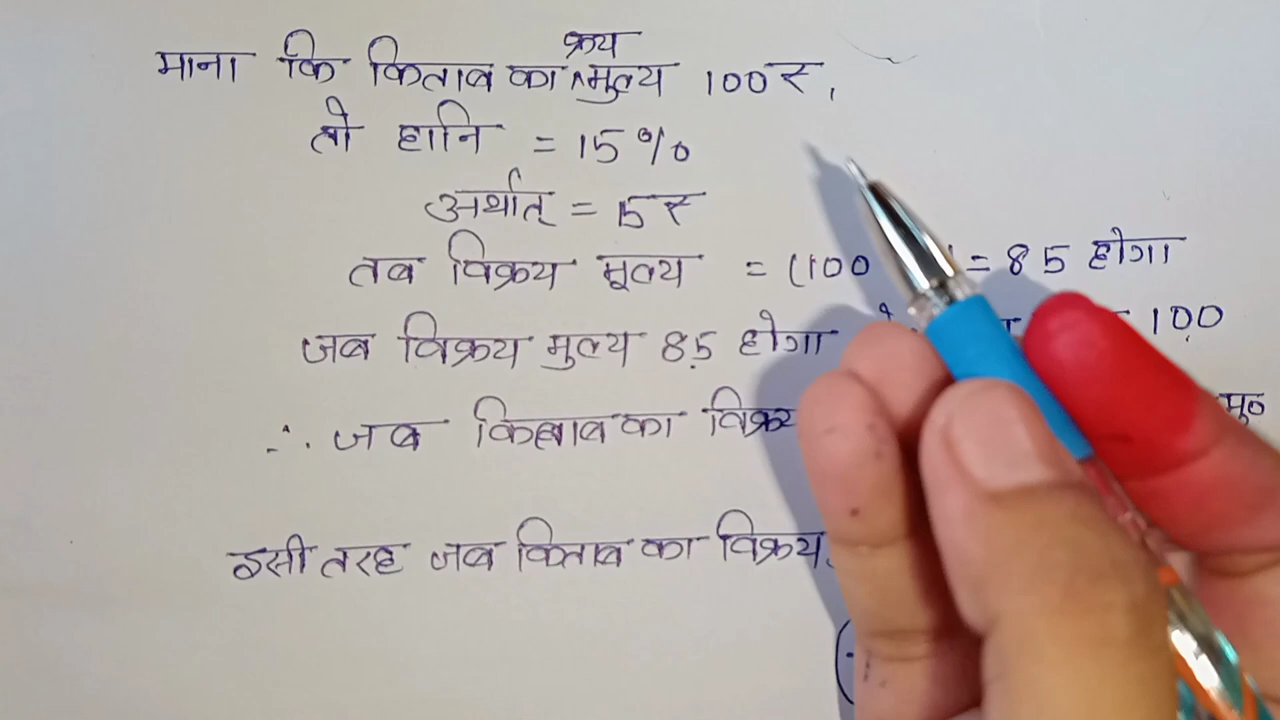 क्रय
माना कि किताब का ^ मुल्य 100 रु,
तो हानि = 15 %
अर्थात् = 15 रु
तब विक्रय मूल्य = (100 = 85 होगा
जब विक्रय मुल्य 85 होगा 100
∴ जब किताब का विक्रय मु०
इसी तरह जब किताब का विक्रय